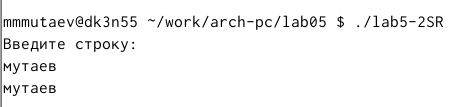 mmmutaev@dk3n55 ~/work/arch-pc/lab05 $ ./lab5-2SR
Введите строку:
мутаев
мутаев